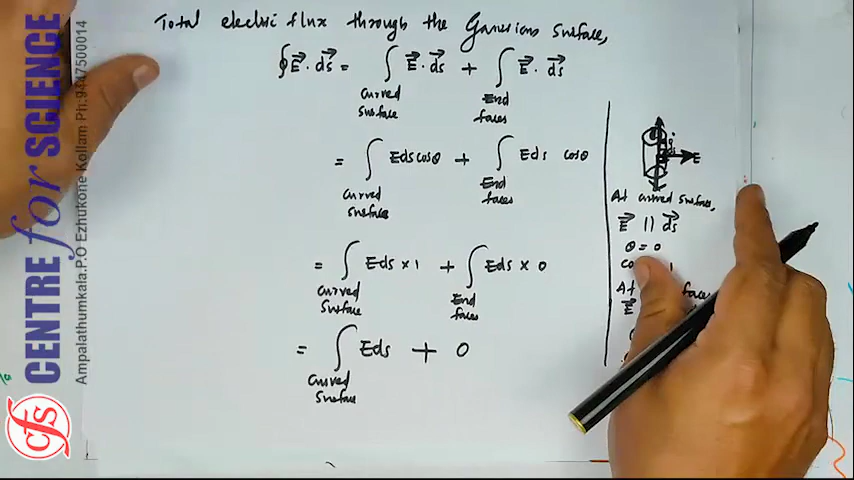 Total electric flux through the Gaussian Surface,
∮E⃗. ds⃗ = ∫ E⃗. ds⃗ + ∫ E⃗. ds⃗
curved surface End faces
= ∫ Eds cosθ + ∫ Eds cosθ
curved surface End faces
= ∫ Eds × 1 + ∫ Eds × 0
curved surface End faces
= ∫ Eds + 0
curved surface
E
At curved surface,
E⃗ || ds⃗
θ = 0
At faces
E⃗
CENTRE for SCIENCE
Ampalathumkala.P.O Ezhukone Kollam Ph:9447500014
cfs